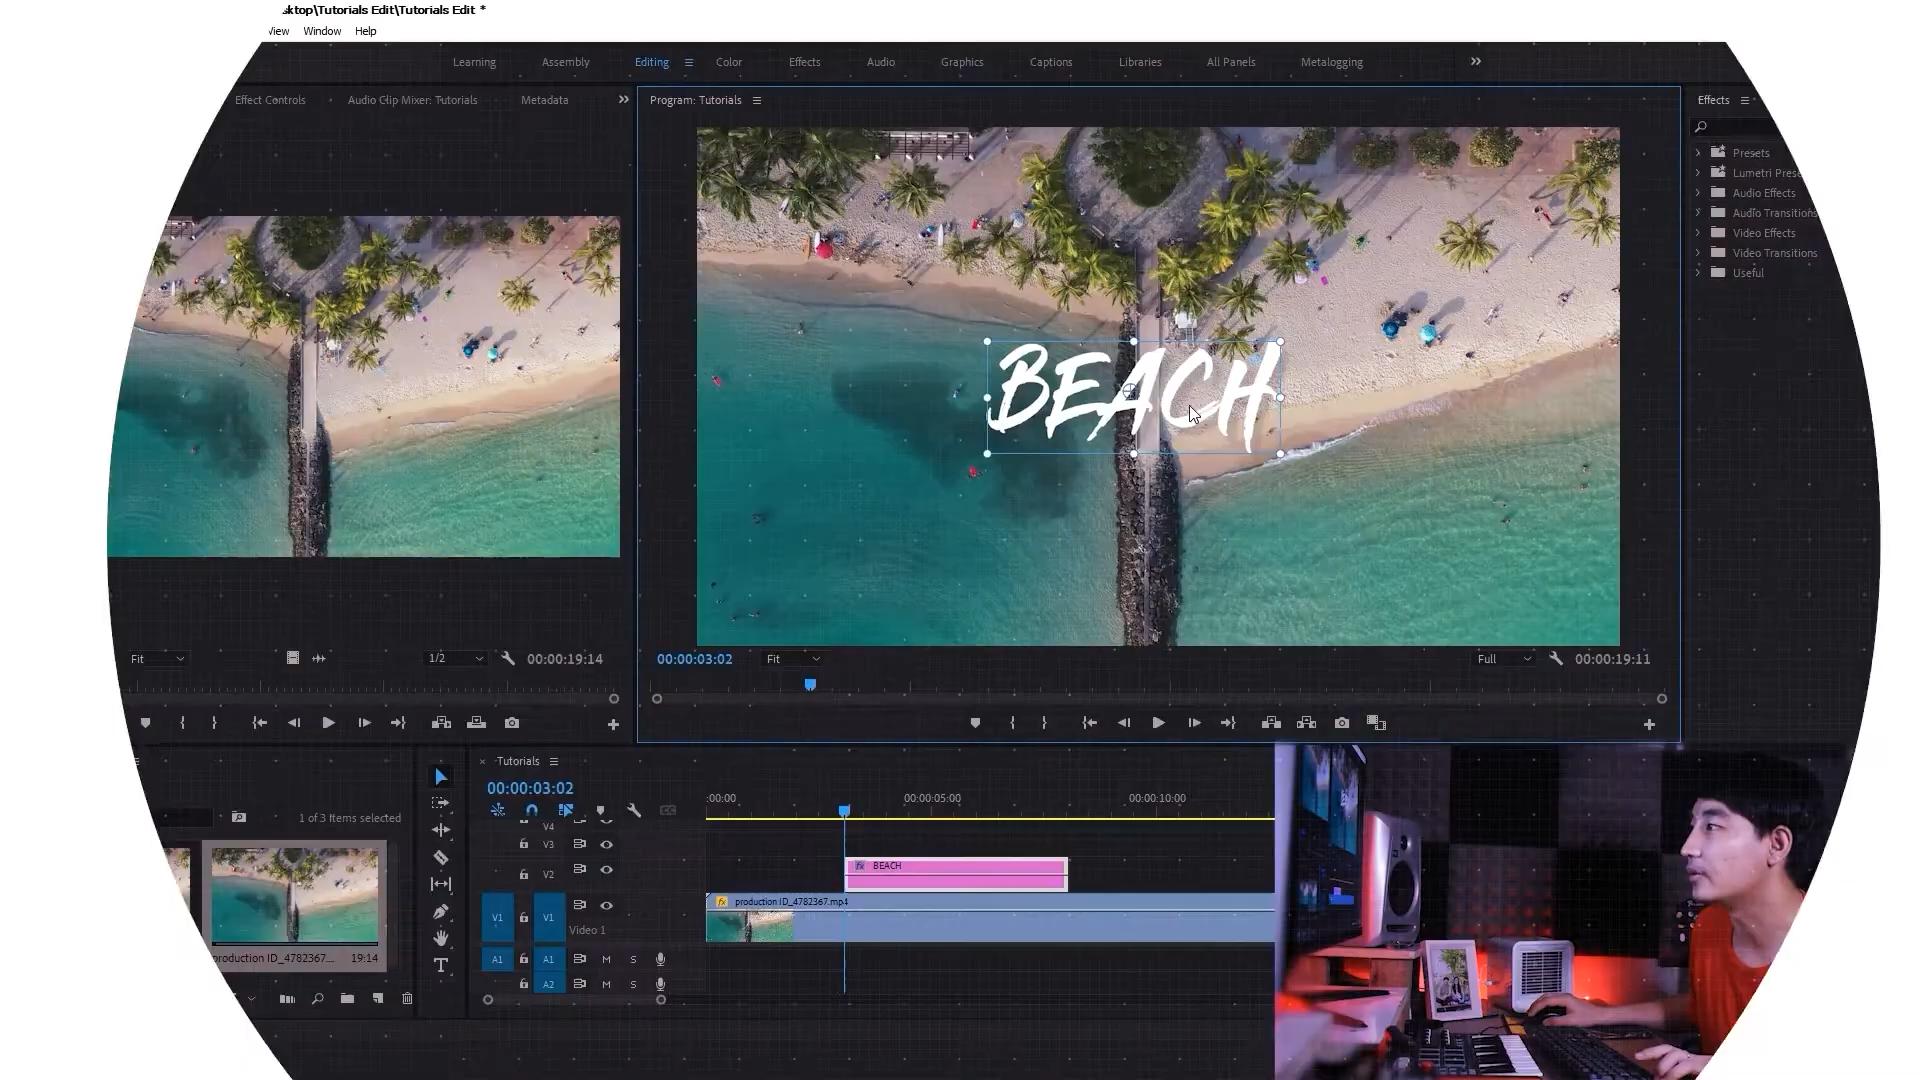 sktop\Tutorials Edit\Tutorials Edit *
View Window Help
Learning Assembly Editing Color Effects Audio Graphics Captions Libraries All Panels Metalogging
Effect Controls Audio Clip Mixer: Tutorials Metadata
Program: Tutorials
Effects
Presets
Lumetri Prese
Audio Effects
Audio Transitions
Video Effects
Video Transitions
Useful
BEACH
Fit 1/2 00:00:19:14
00:00:03:02 Fit Full 00:00:19:11
Tutorials
00:00:03:02
:00:00 00:00:05:00 00:00:10:00
1 of 3 Items selected
V4
V3
V2
BEACH
V1 V1
Video 1
production ID_4782367.mp4
A1 A1 M S
A2 M S
production ID_4782367... 19:14